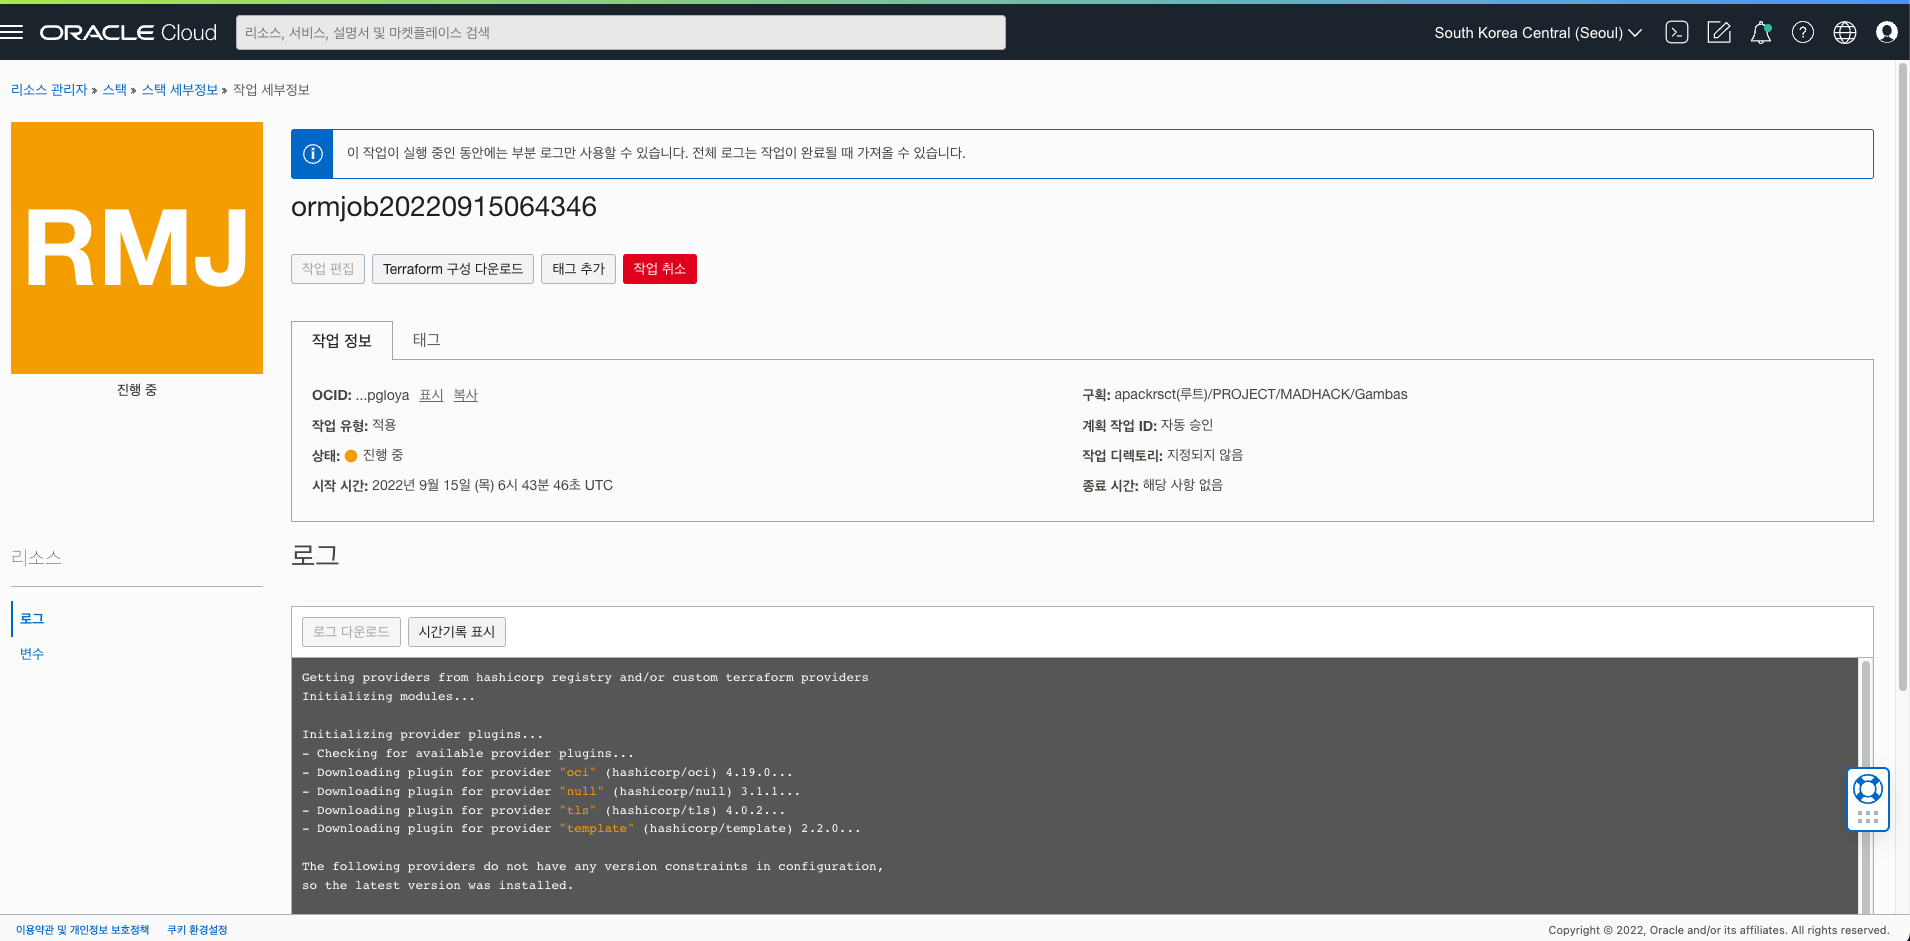 ORACLE Cloud
리소스, 서비스, 설명서 및 마켓플레이스 검색
South Korea Central (Seoul)
리소스 관리자 » 스택 » 스택 세부정보 » 작업 세부정보
RMJ
진행 중
이 작업이 실행 중인 동안에는 부분 로그만 사용할 수 있습니다. 전체 로그는 작업이 완료될 때 가져올 수 있습니다.
ormjob20220915064346
작업 편집
Terraform 구성 다운로드
태그 추가
작업 취소
작업 정보
태그
OCID: ...pgloya 표시 복사
작업 유형: 적용
상태: 진행 중
시작 시간: 2022년 9월 15일 (목) 6시 43분 46초 UTC
구획: apackrsct(루트)/PROJECT/MADHACK/Gambas
계획 작업 ID: 자동 승인
작업 디렉토리: 지정되지 않음
종료 시간: 해당 사항 없음
리소스
로그
변수
로그
로그 다운로드
시간기록 표시
Getting providers from hashicorp registry and/or custom terraform providers
Initializing modules...
Initializing provider plugins...
- Checking for available provider plugins...
- Downloading plugin for provider "oci" (hashicorp/oci) 4.19.0...
- Downloading plugin for provider "null" (hashicorp/null) 3.1.1...
- Downloading plugin for provider "tls" (hashicorp/tls) 4.0.2...
- Downloading plugin for provider "template" (hashicorp/template) 2.2.0...
The following providers do not have any version constraints in configuration,
so the latest version was installed.
이용약관 및 개인정보 보호정책
쿠키 환경설정
Copyright © 2022, Oracle and/or its affiliates. All rights reserved.